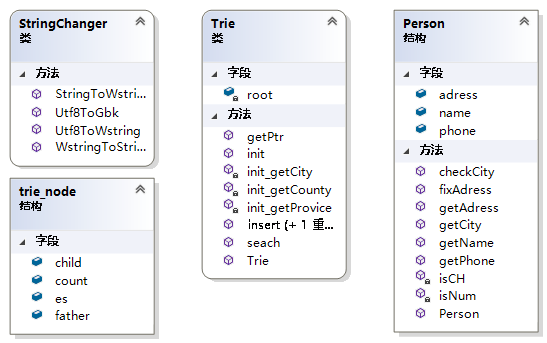 StringChanger
类
方法
StringToWstri...
Utf8ToGbk
Utf8ToWstring
WstringToStri...
trie_node
结构
字段
child
count
es
father
Trie
类
字段
root
方法
getPtr
init
init_getCity
init_getCounty
init_getProvice
insert (+ 1 重...
seach
Trie
Person
结构
字段
adress
name
phone
方法
checkCity
fixAdress
getAdress
getCity
getName
getPhone
isCH
isNum
Person